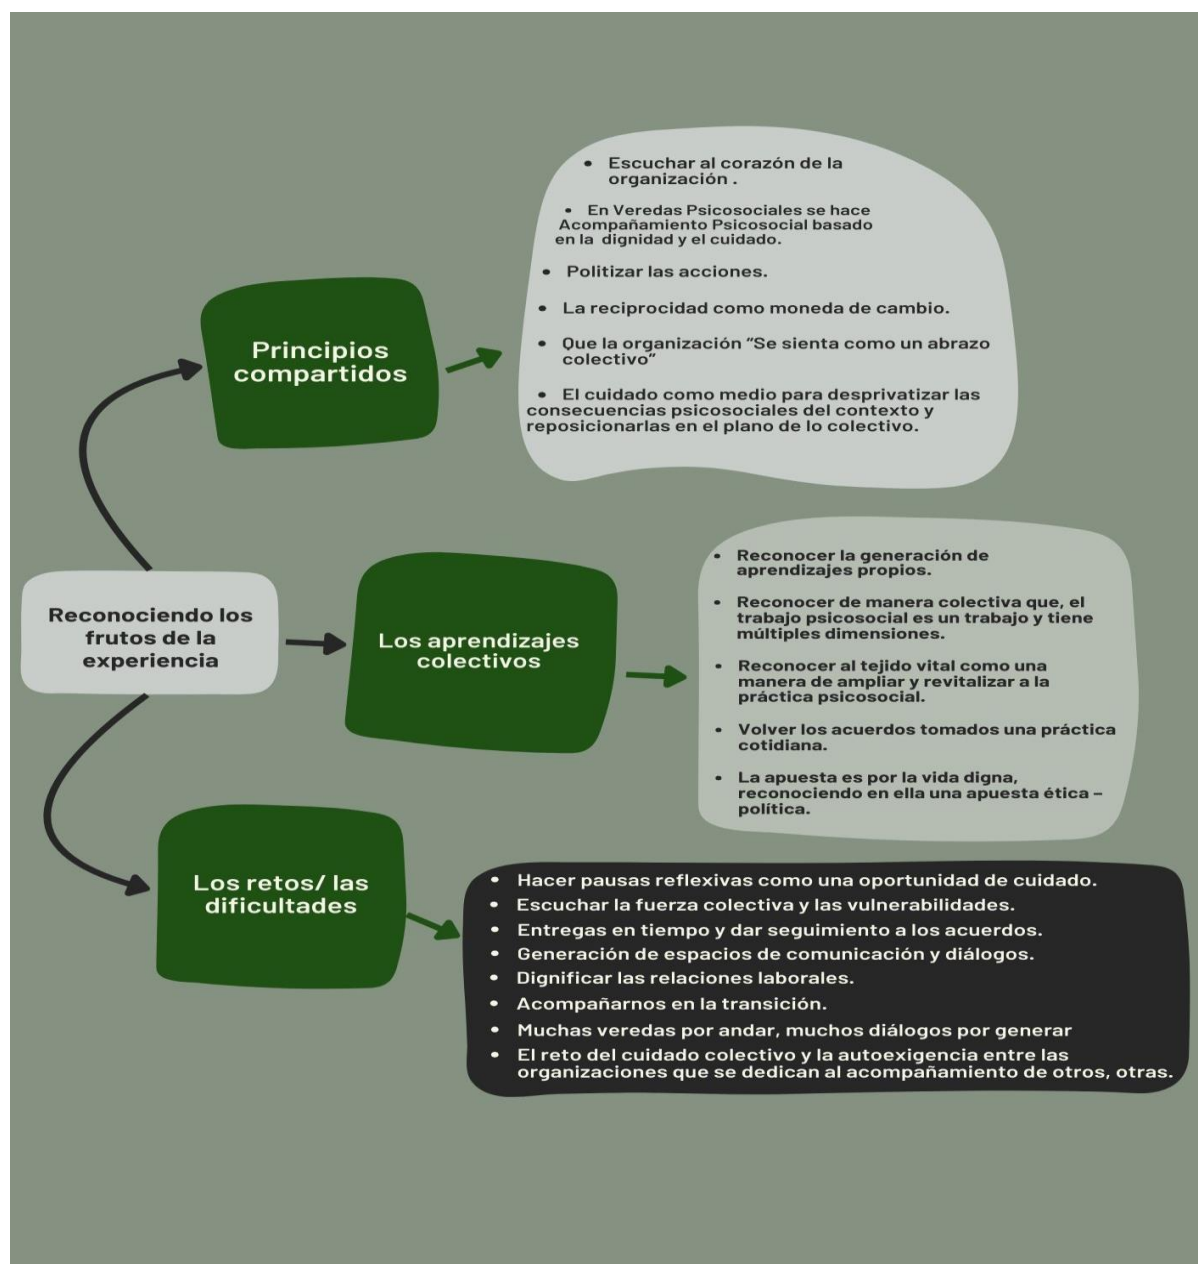 Reconociendo los
frutos de la
experiencia
Principios
compartidos
• Escuchar al corazón de la
organización .
• En Veredas Psicosociales se hace
Acompañamiento Psicosocial basado
en la dignidad y el cuidado.
• Politizar las acciones.
• La reciprocidad como moneda de cambio.
• Que la organización “Se sienta como un abrazo
colectivo”
• El cuidado como medio para desprivatizar las
consecuencias psicosociales del contexto y
reposicionarlas en el plano de lo colectivo.
Los aprendizajes
colectivos
• Reconocer la generación de
aprendizajes propios.
• Reconocer de manera colectiva que, el
trabajo psicosocial es un trabajo y tiene
múltiples dimensiones.
• Reconocer al tejido vital como una
manera de ampliar y revitalizar a la
práctica psicosocial.
• Volver los acuerdos tomados una práctica
cotidiana.
• La apuesta es por la vida digna,
reconociendo en ella una apuesta ética –
política.
Los retos/ las
dificultades
• Hacer pausas reflexivas como una oportunidad de cuidado.
• Escuchar la fuerza colectiva y las vulnerabilidades.
• Entregas en tiempo y dar seguimiento a los acuerdos.
• Generación de espacios de comunicación y diálogos.
• Dignificar las relaciones laborales.
• Acompañarnos en la transición.
• Muchas veredas por andar, muchos diálogos por generar
• El reto del cuidado colectivo y la autoexigencia entre las
organizaciones que se dedican al acompañamiento de otros, otras.